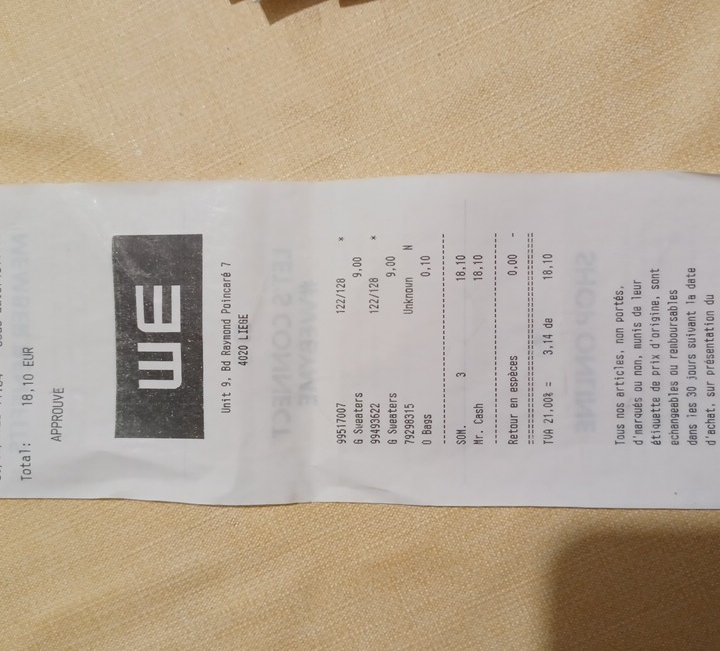 Total: 18,10 EUR
APPROUVE
WE
Unit 9, Bd Raymond Poincaré 7
4020 LIEGE
99517007 122/128 *
G Sweaters 9,00
99493622 122/128 *
G Sweaters 9,00
79298315 Unknown N
O Bags 0,10
SOM. 3 18,10
Mr. Cash 18,10
Retour en espèces 0,00 -
TVA 21,00% = 3,14 de 18,10
Tous nos articles, non portés,
d'marqués ou non, munis de leur
étiquette de prix d'origine, sont
echangeables ou remboursables
dans les 30 jours suivant la date
d'achat, sur présentation du